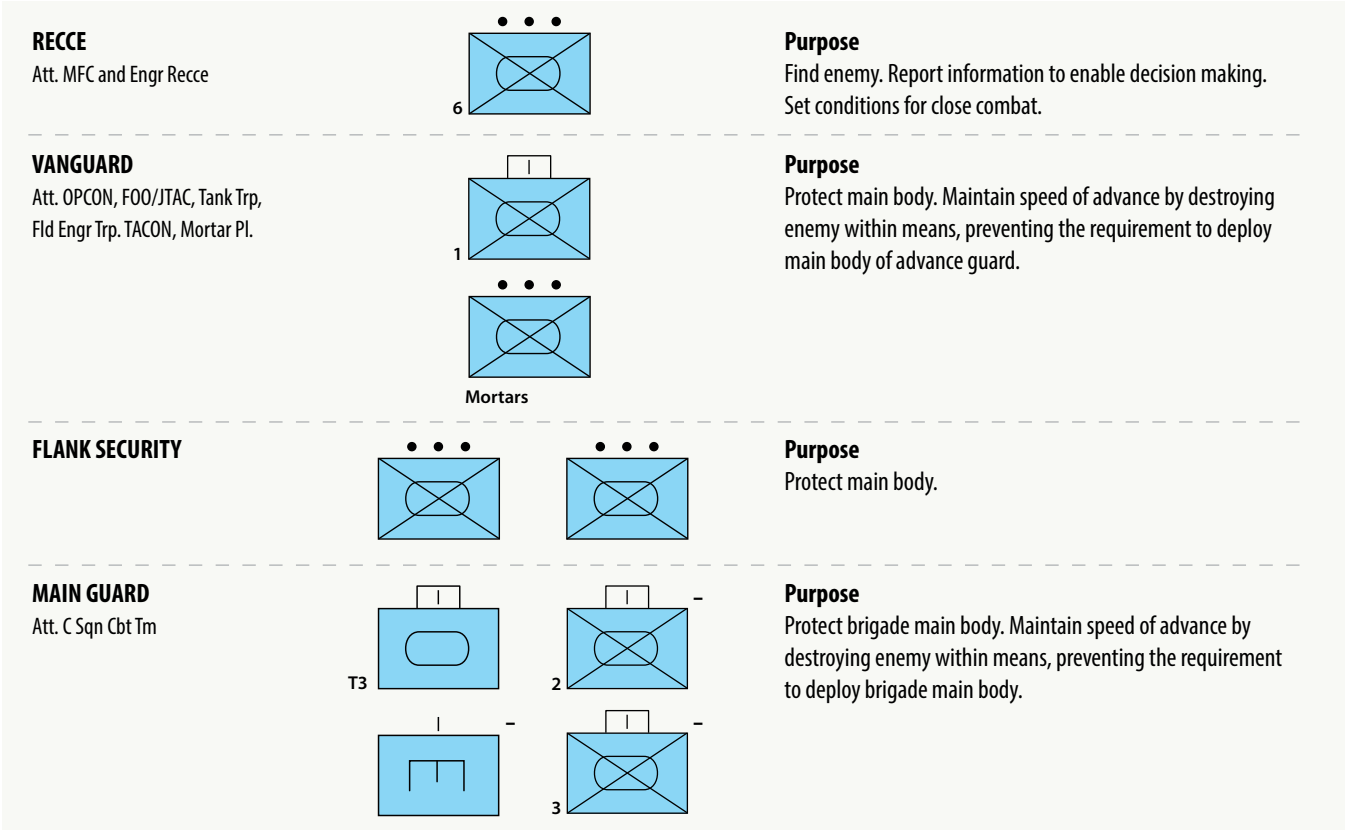 RECCE
Att. MFC and Engr Recce
6
Purpose
Find enemy. Report information to enable decision making.
Set conditions for close combat.
VANGUARD
Att. OPCON, FOO/JTAC, Tank Trp,
Fld Engr Trp. TACON, Mortar Pl.
1
Mortars
Purpose
Protect main body. Maintain speed of advance by destroying
enemy within means, preventing the requirement to deploy
main body of advance guard.
FLANK SECURITY
Purpose
Protect main body.
MAIN GUARD
Att. C Sqn Cbt Tm
T3
2
3
Purpose
Protect brigade main body. Maintain speed of advance by
destroying enemy within means, preventing the requirement
to deploy brigade main body.